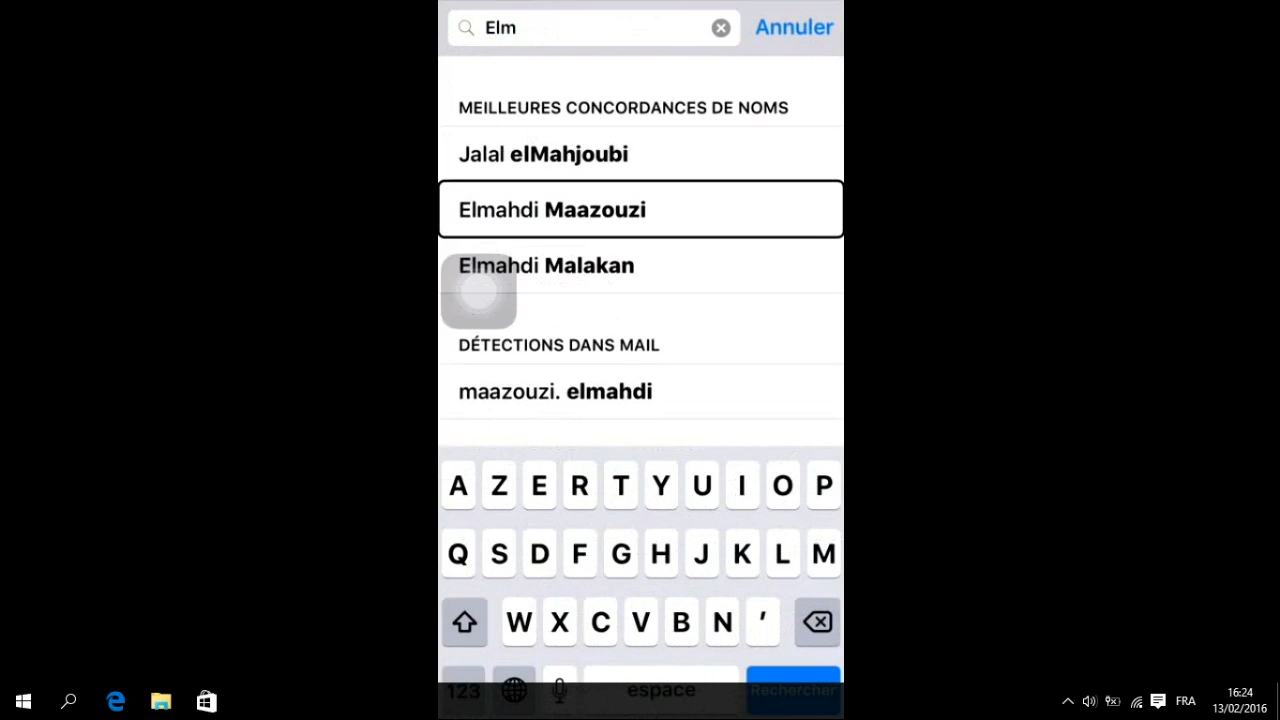 Elm
Annuler
MEILLEURES CONCORDANCES DE NOMS
Jalal elMahjoubi
Elmahdi Maazouzi
Elmahdi Malakan
DÉTECTIONS DANS MAIL
maazouzi. elmahdi
A Z E R T Y U I O P
Q S D F G H J K L M
W X C V B N ’
123 espace Rechercher
FRA
16:24
13/02/2016